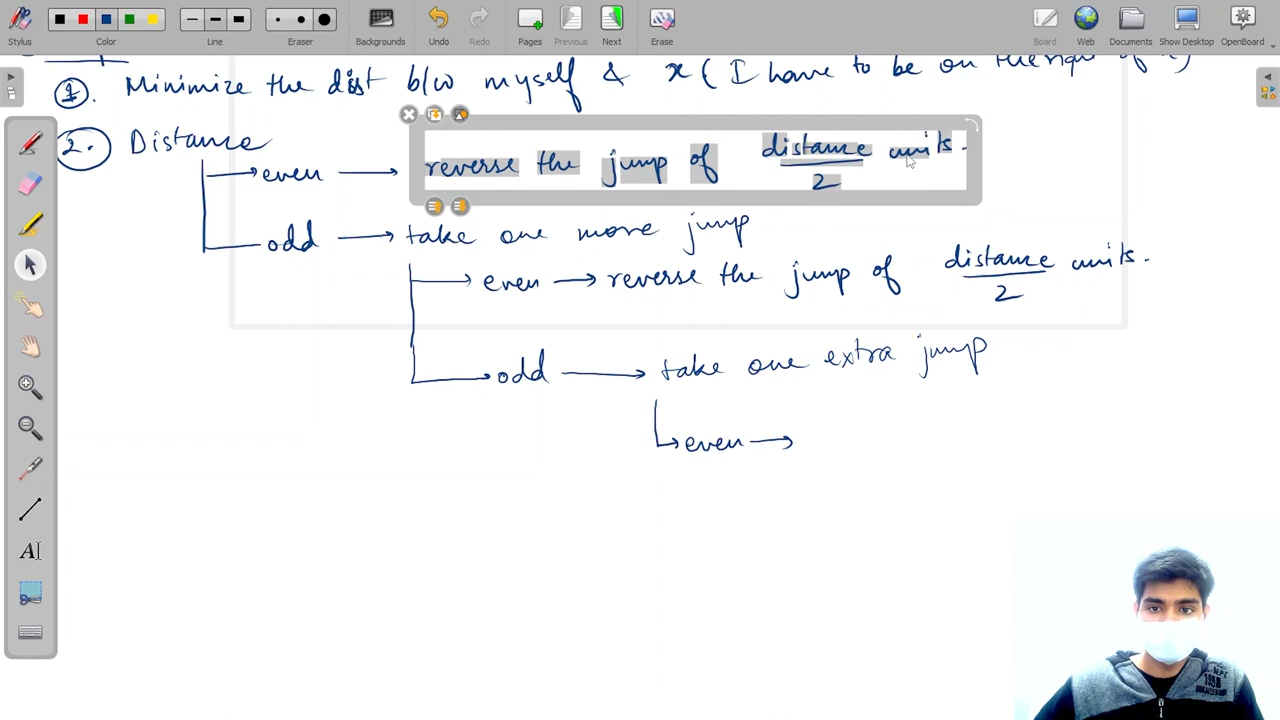 Stylus Color Line Eraser Backgrounds Undo Redo Pages Previous Next Erase Board Web Documents Show Desktop OpenBoard
1. Minimize the dist b/w myself & x (I have to be on the right of x)
2. Distance
even → reverse the jump of distance/2 units.
odd → take one more jump
even → reverse the jump of distance/2 units.
odd → take one extra jump
even →